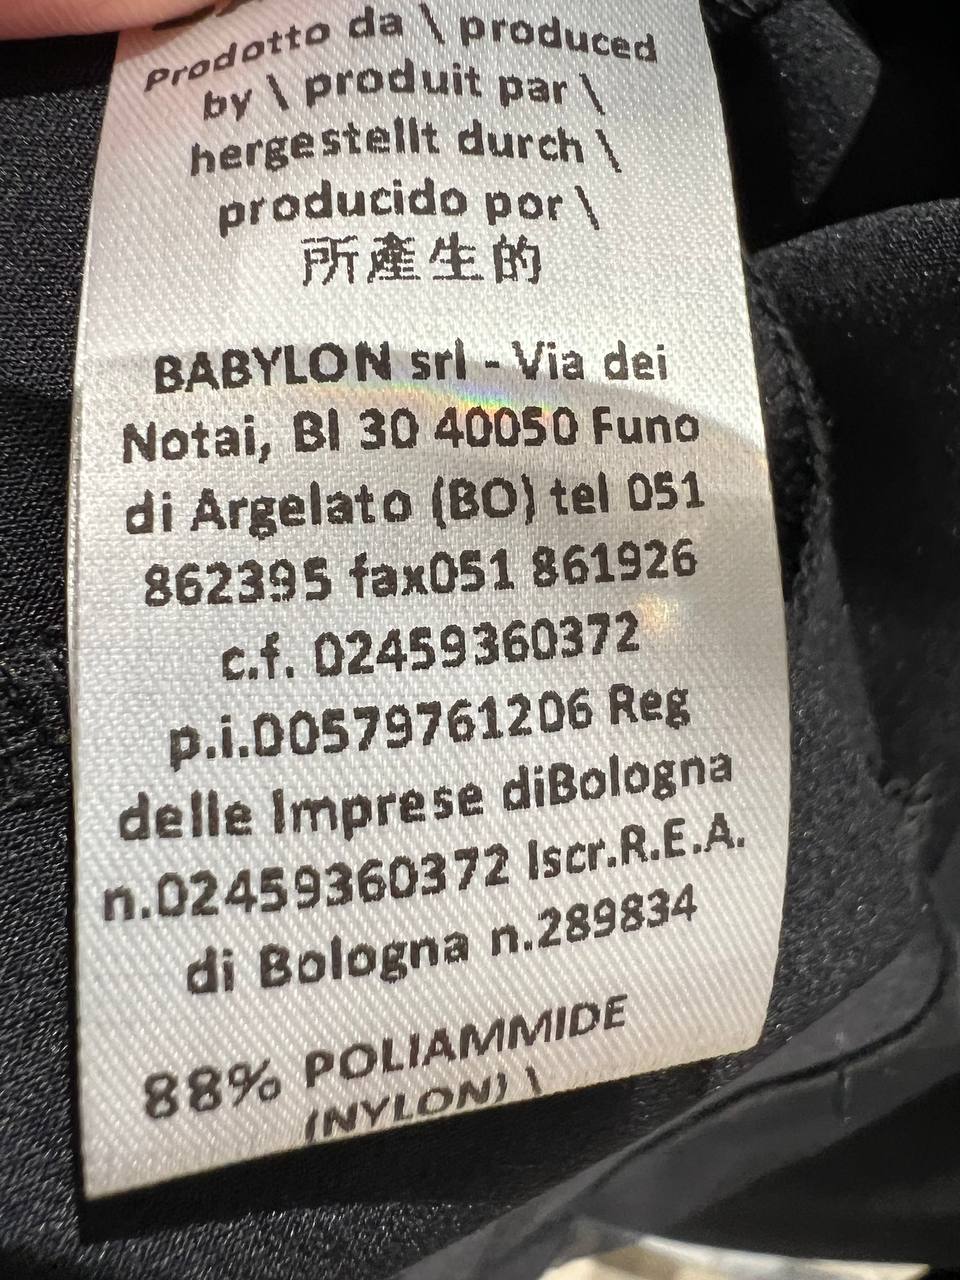 Prodotto da \ produced
by \ produit par \
hergestellt durch \
producido por \
所產生的
BABYLON srl - Via dei
Notai, Bl 30 40050 Funo
di Argelato (BO) tel 051
862395 fax051 861926
c.f. 02459360372
p.i.00579761206 Reg
delle Imprese diBologna
n.02459360372 Iscr.R.E.A.
di Bologna n.289834
88% POLIAMMIDE
(NYLON) \